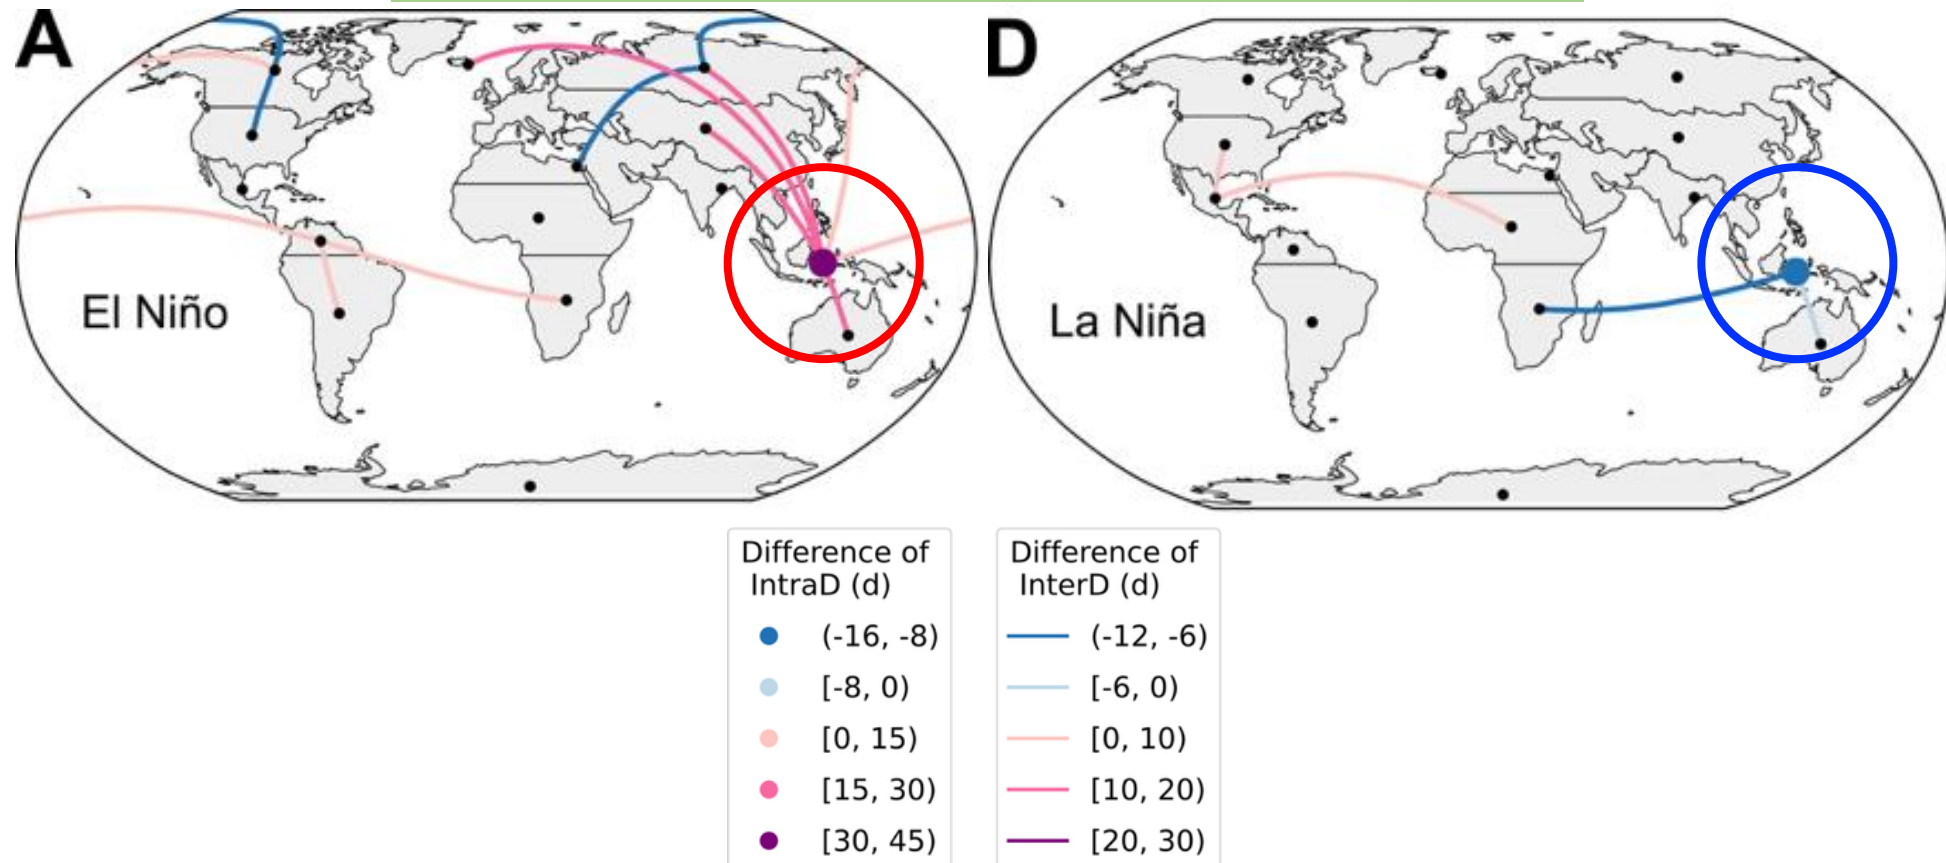 A
D
El Niño
La Niña
Difference of
IntraD (d)
(-16, -8)
[-8, 0)
[0, 15)
[15, 30)
[30, 45)
Difference of
InterD (d)
(-12, -6)
[-6, 0)
[0, 10)
[10, 20)
[20, 30)